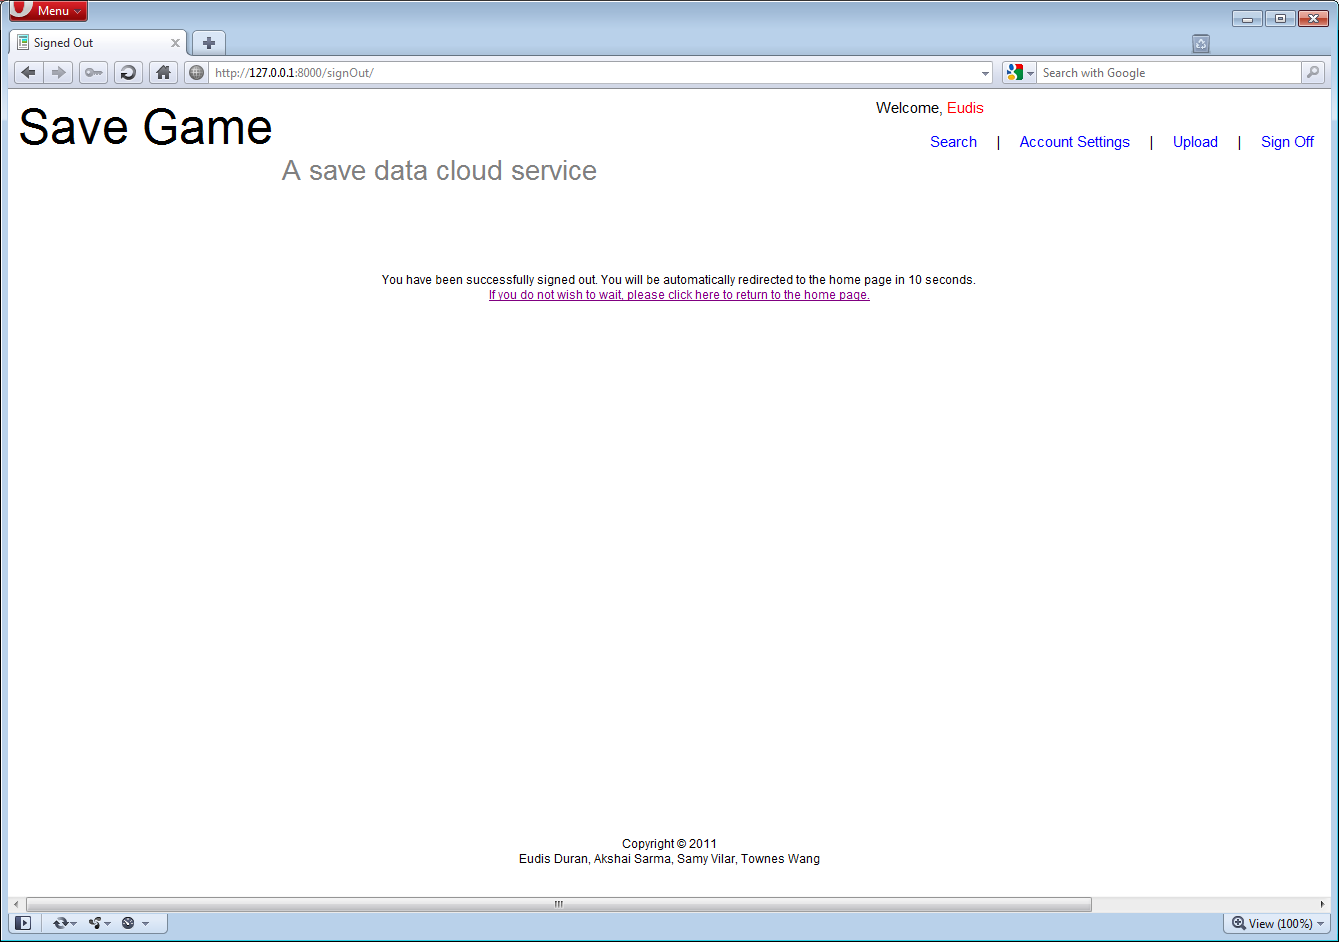 Menu
Signed Out
http://127.0.0.1:8000/signOut/
Search with Google
Save Game
Welcome, Eudis
Search | Account Settings | Upload | Sign Off
A save data cloud service
You have been successfully signed out. You will be automatically redirected to the home page in 10 seconds.
If you do not wish to wait, please click here to return to the home page.
Copyright © 2011
Eudis Duran, Akshai Sarma, Samy Vilar, Townes Wang
View (100%)